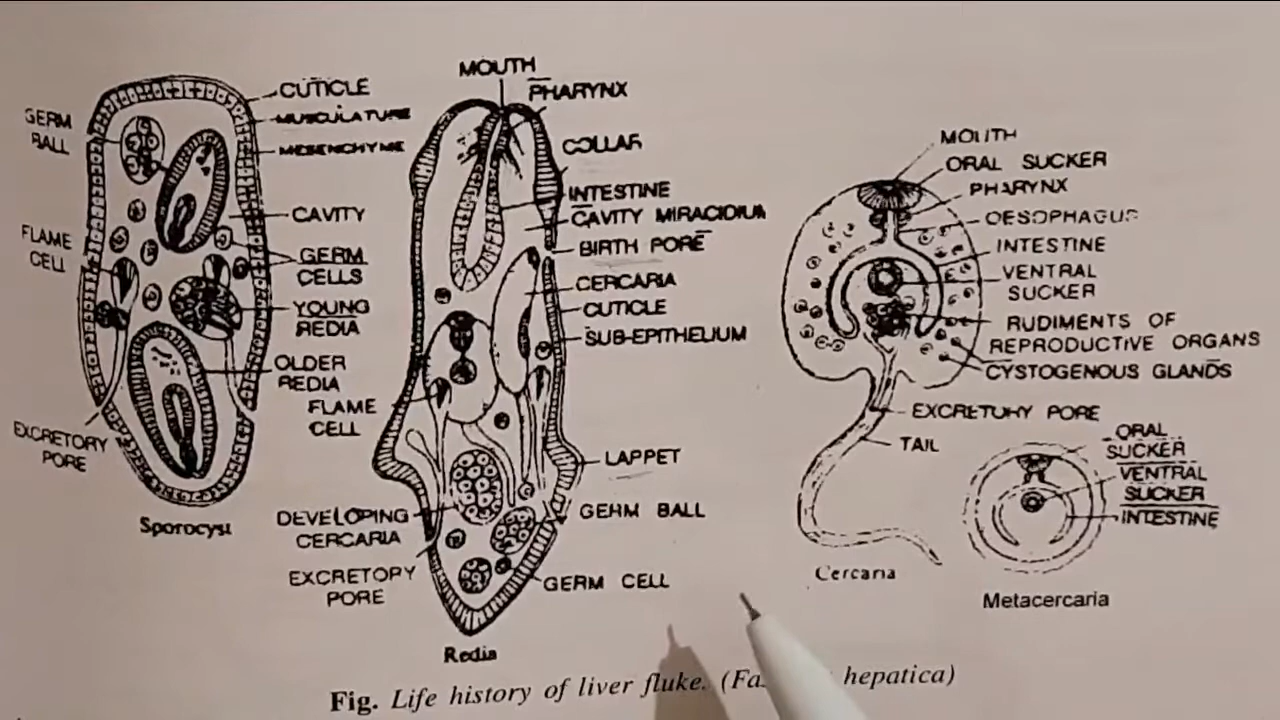 CUTICLE
MUSCULATURE
MESENCHYME
GERM
BALL
CAVITY
FLAME
CELL
GERM
CELLS
YOUNG
REDIA
OLDER
REDIA
EXCRETORY
PORE
Sporocyst
MOUTH
PHARYNX
COLLAR
INTESTINE
CAVITY MIRACIDIUM
BIRTH PORE
CERCARIA
CUTICLE
SUB-EPITHELIUM
FLAME
CELL
LAPPET
GERM BALL
DEVELOPING
CERCARIA
EXCRETORY
PORE
GERM CELL
Redia
MOUTH
ORAL SUCKER
PHARYNX
OESOPHAGUS
INTESTINE
VENTRAL
SUCKER
RUDIMENTS OF
REPRODUCTIVE ORGANS
CYSTOGENOUS GLANDS
EXCRETORY PORE
TAIL
Cercaria
ORAL
SUCKER
VENTRAL
SUCKER
INTESTINE
Metacercaria
Fig. Life history of liver fluke. (Fa hepatica)